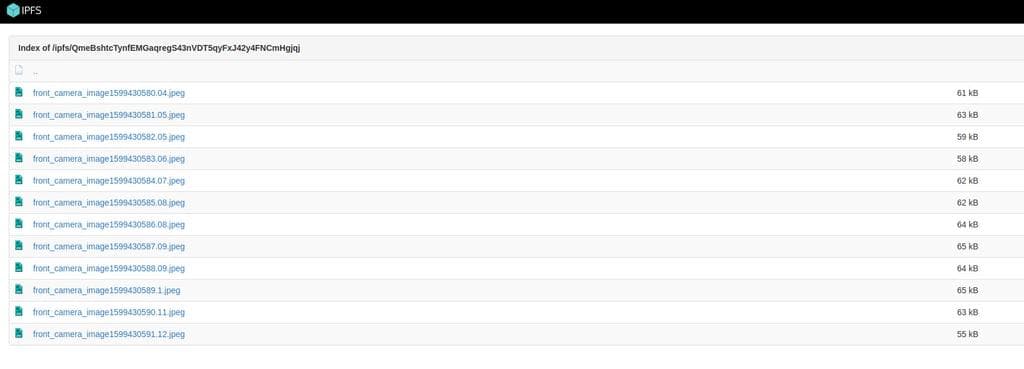 IPFS
Index of /ipfs/QmeBshtcTynfEMGaqregS43nVDT5qyFxJ42y4FNCmHgjqj
..
front_camera_image1599430580.04.jpeg 61 kB
front_camera_image1599430581.05.jpeg 63 kB
front_camera_image1599430582.05.jpeg 59 kB
front_camera_image1599430583.06.jpeg 58 kB
front_camera_image1599430584.07.jpeg 62 kB
front_camera_image1599430585.08.jpeg 62 kB
front_camera_image1599430586.08.jpeg 64 kB
front_camera_image1599430587.09.jpeg 65 kB
front_camera_image1599430588.09.jpeg 64 kB
front_camera_image1599430589.1.jpeg 65 kB
front_camera_image1599430590.11.jpeg 63 kB
front_camera_image1599430591.12.jpeg 55 kB